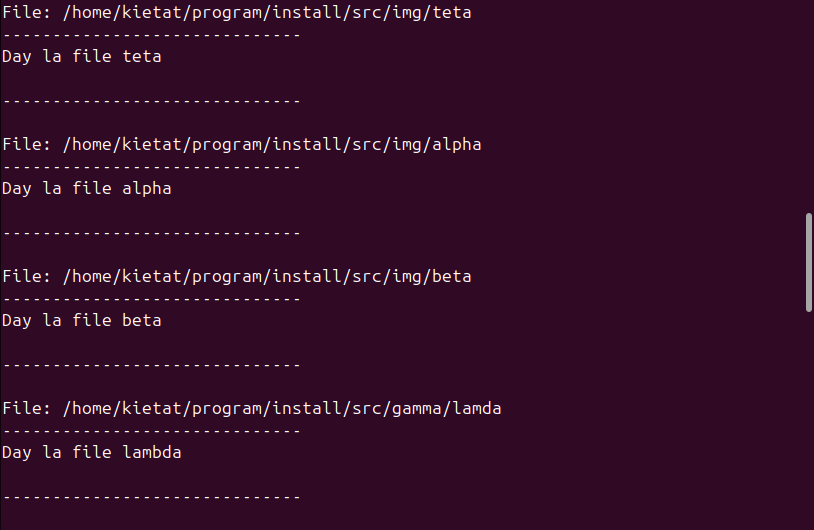 File: /home/kietat/program/install/src/img/teta
------------------------------
Day la file teta
------------------------------
File: /home/kietat/program/install/src/img/alpha
------------------------------
Day la file alpha
------------------------------
File: /home/kietat/program/install/src/img/beta
------------------------------
Day la file beta
------------------------------
File: /home/kietat/program/install/src/gamma/lamda
------------------------------
Day la file lambda
------------------------------